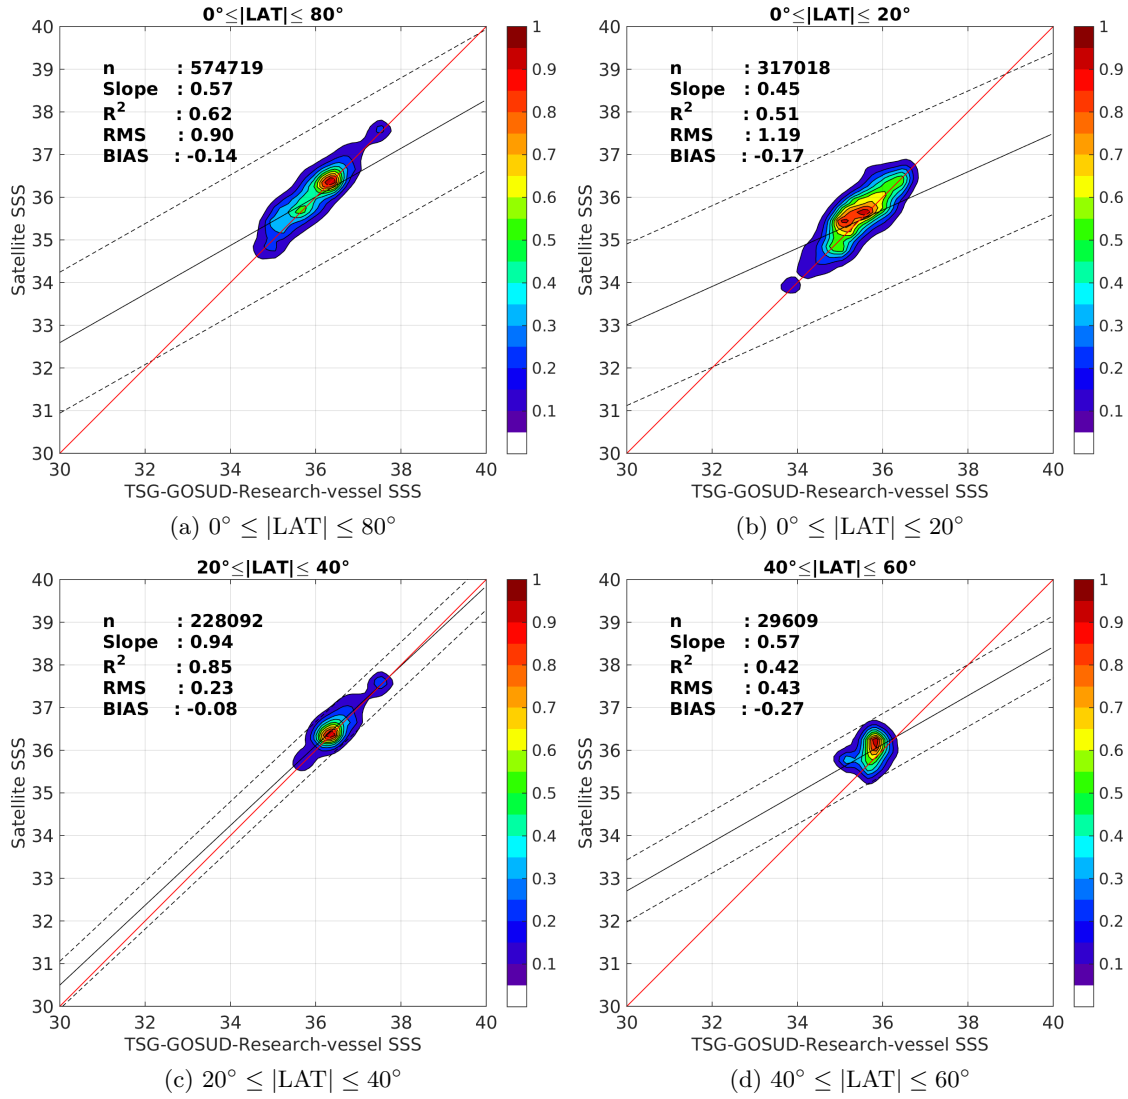 0°≤|LAT|≤ 80°
n : 574719
Slope : 0.57
R² : 0.62
RMS : 0.90
BIAS : -0.14
Satellite SSS
40
39
38
37
36
35
34
33
32
31
30
30 32 34 36 38 40
TSG-GOSUD-Research-vessel SSS
1
0.9
0.8
0.7
0.6
0.5
0.4
0.3
0.2
0.1
(a) 0° ≤ |LAT| ≤ 80°
0°≤|LAT|≤ 20°
n : 317018
Slope : 0.45
R² : 0.51
RMS : 1.19
BIAS : -0.17
Satellite SSS
40
39
38
37
36
35
34
33
32
31
30
30 32 34 36 38 40
TSG-GOSUD-Research-vessel SSS
1
0.9
0.8
0.7
0.6
0.5
0.4
0.3
0.2
0.1
(b) 0° ≤ |LAT| ≤ 20°
20°≤|LAT|≤ 40°
n : 228092
Slope : 0.94
R² : 0.85
RMS : 0.23
BIAS : -0.08
Satellite SSS
40
39
38
37
36
35
34
33
32
31
30
30 32 34 36 38 40
TSG-GOSUD-Research-vessel SSS
1
0.9
0.8
0.7
0.6
0.5
0.4
0.3
0.2
0.1
(c) 20° ≤ |LAT| ≤ 40°
40°≤|LAT|≤ 60°
n : 29609
Slope : 0.57
R² : 0.42
RMS : 0.43
BIAS : -0.27
Satellite SSS
40
39
38
37
36
35
34
33
32
31
30
30 32 34 36 38 40
TSG-GOSUD-Research-vessel SSS
1
0.9
0.8
0.7
0.6
0.5
0.4
0.3
0.2
0.1
(d) 40° ≤ |LAT| ≤ 60°